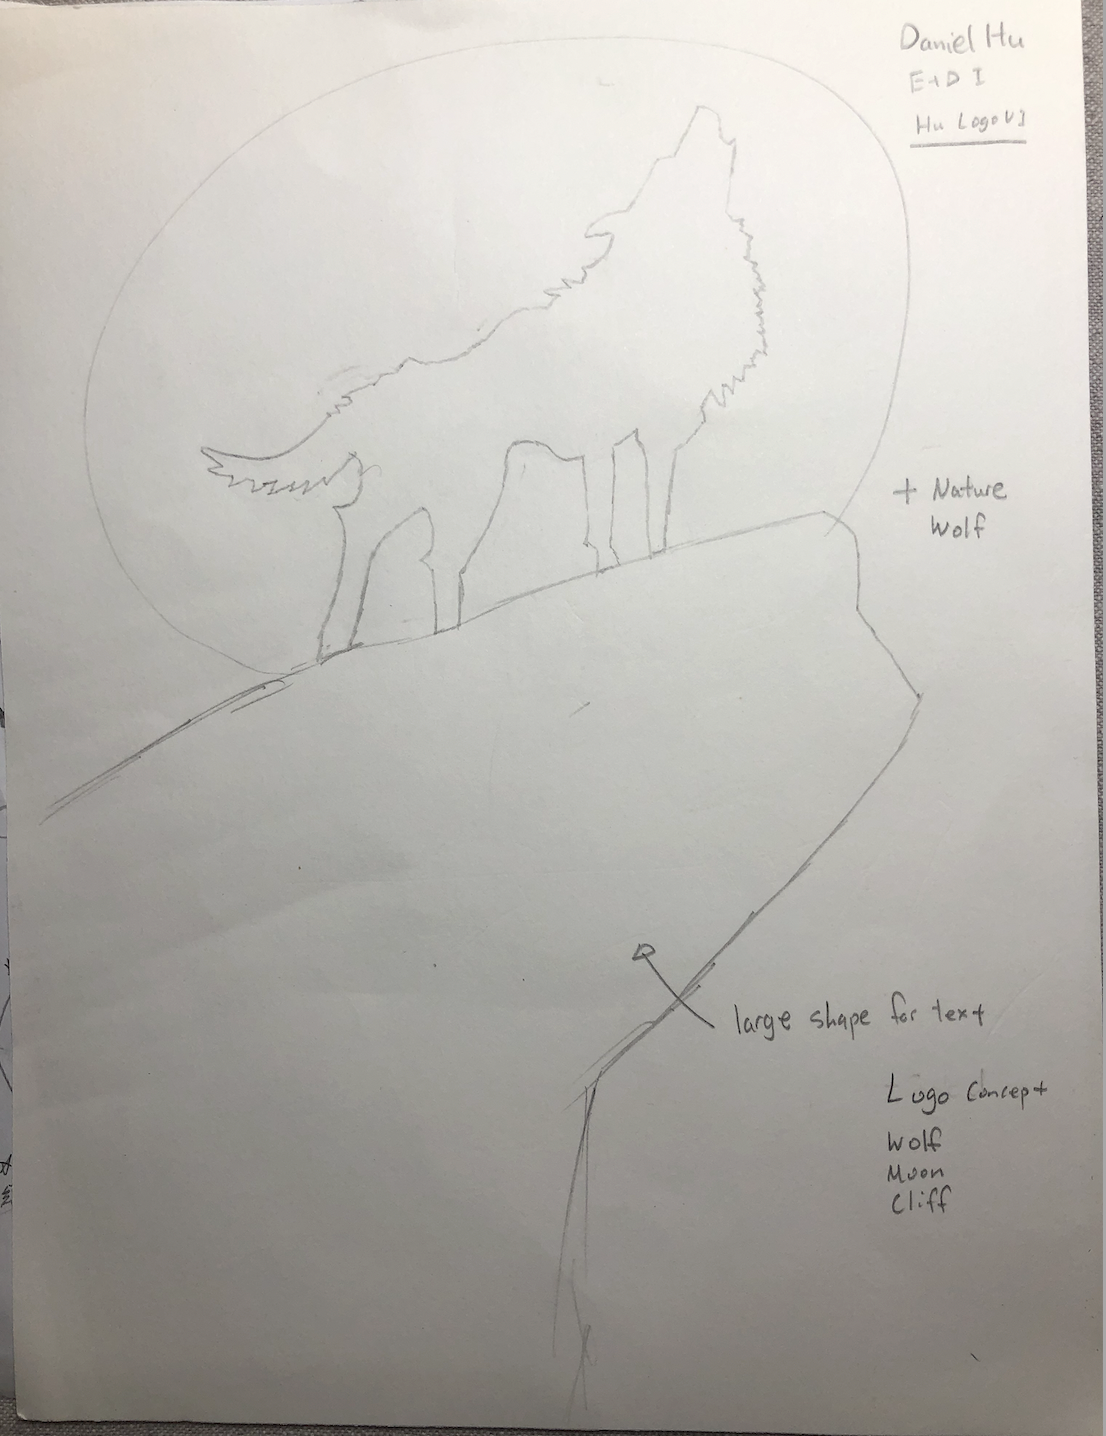 Daniel Hu
E+D I
Hu Logo V1
+ Nature
Wolf
large shape for text
Logo Concept
Wolf
Moon
Cliff